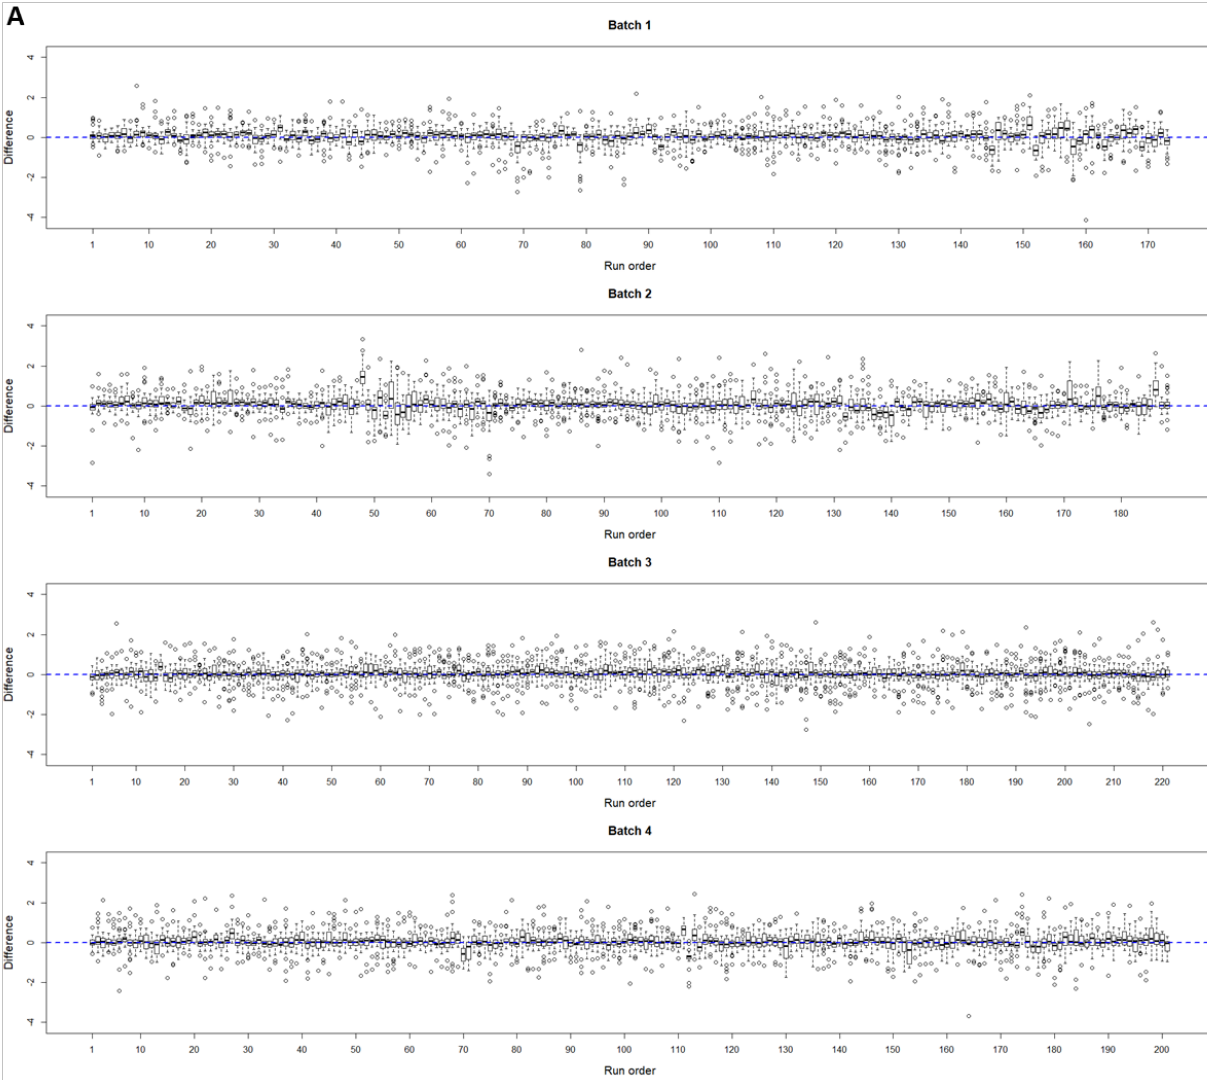 A
Batch 1
Difference
4
2
0
-2
-4
1 10 20 30 40 50 60 70 80 90 100 110 120 130 140 150 160 170
Run order
Batch 2
Difference
4
2
0
-2
-4
1 10 20 30 40 50 60 70 80 90 100 110 120 130 140 150 160 170 180
Run order
Batch 3
Difference
4
2
0
-2
-4
1 10 20 30 40 50 60 70 80 90 100 110 120 130 140 150 160 170 180 190 200 210 220
Run order
Batch 4
Difference
4
2
0
-2
-4
1 10 20 30 40 50 60 70 80 90 100 110 120 130 140 150 160 170 180 190 200
Run order